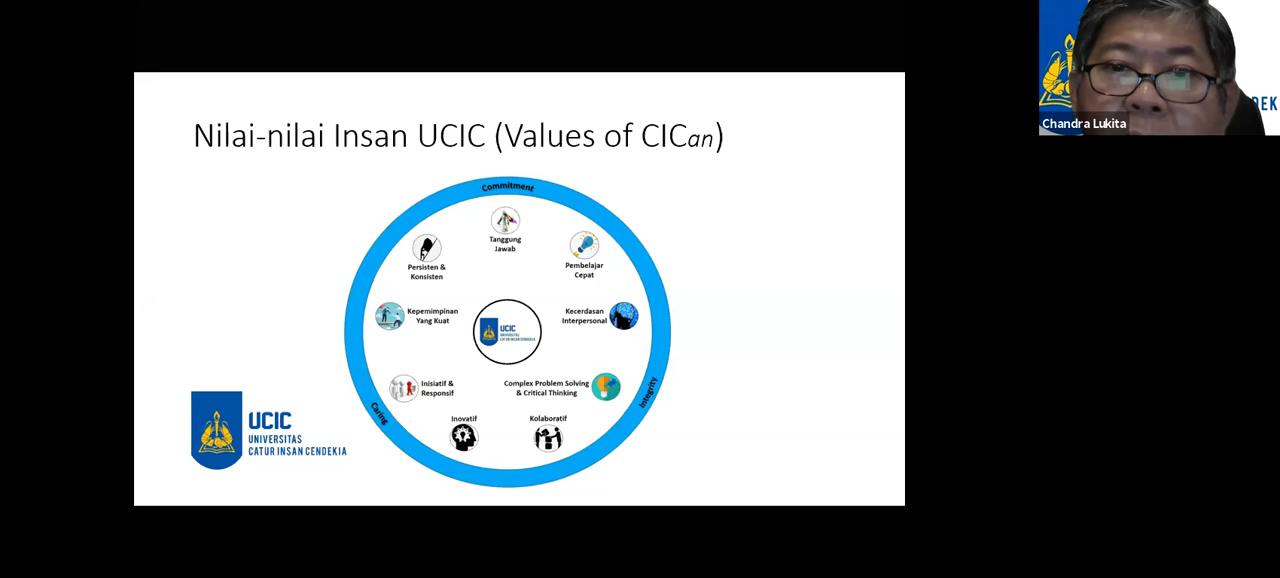 Nilai-nilai Insan UCIC (Values of CICan)
Commitment
Tanggung
Jawab
Persisten &
Konsisten
Pembelajar
Cepat
Kepemimpinan
Yang Kuat
Kecerdasan
Interpersonal
UCIC
UNIVERSITAS
CATUR INSAN CENDEKIA
Inisiatif &
Responsif
Complex Problem Solving
& Critical Thinking
Caring
Integrity
Inovatif
Kolaboratif
UCIC
UNIVERSITAS
CATUR INSAN CENDEKIA
DEK
Chandra Lukita